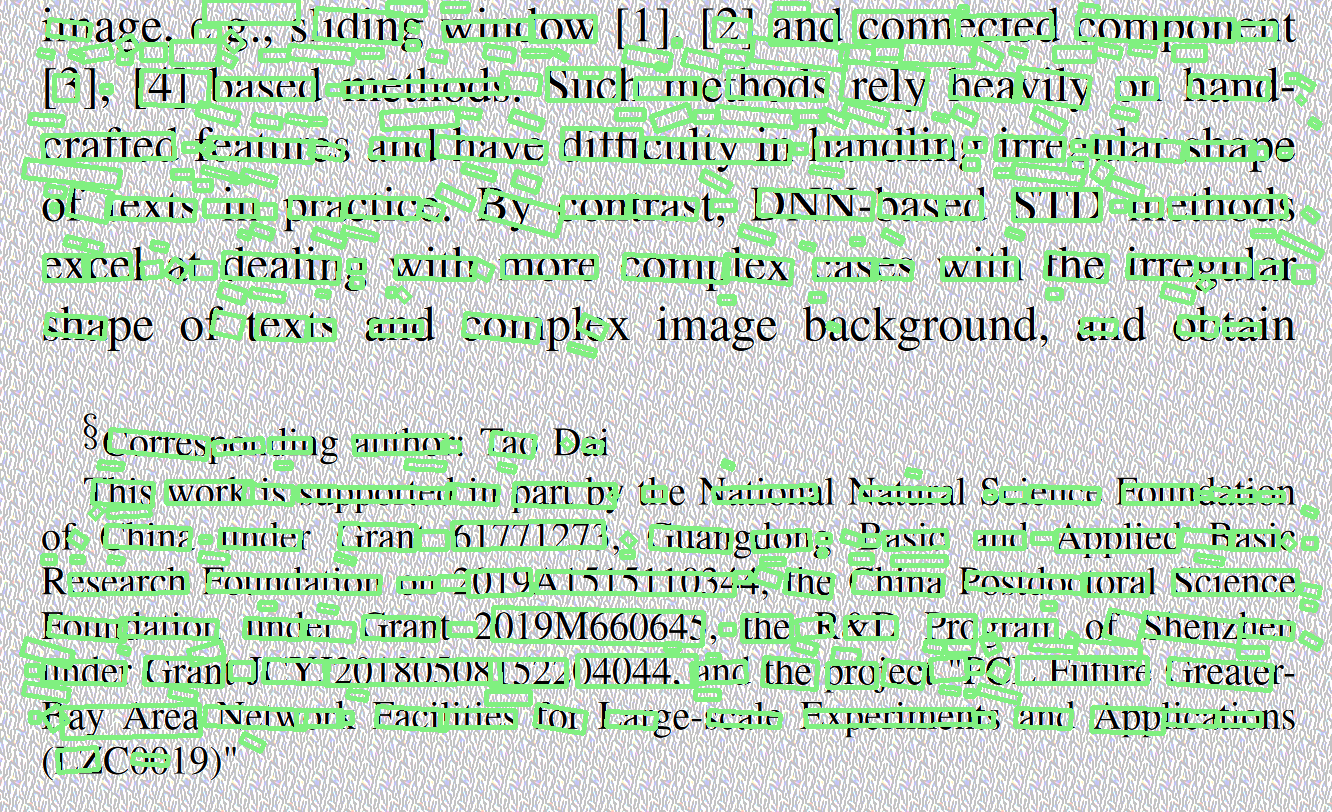 image. e.g., sliding window [1], [2] and connected component
[3], [4] based methods. Such methods rely heavily on hand-
crafted features and have difficulty in handling irregular shape
of texts in practice. By contrast, DNN-based STD methods
excel at dealing with more complex cases with the irregular
shape of texts and complex image background, and obtain
§Corresponding author: Tao Dai
This work is supported in part by the National Natural Science Foundation
of China under Grant 61771273, Guangdong Basic and Applied Basic
Research Foundation on 2019A1515110344, the China Postdoctoral Science
Foundation under Grant 2019M660645, the R&D Program of Shenzhen
under Grant JCYJ20180508152204044, and the project "PCL Future Greater-
Bay Area Network Facilities for Large-scale Experiments and Applications
(LZC0019)"